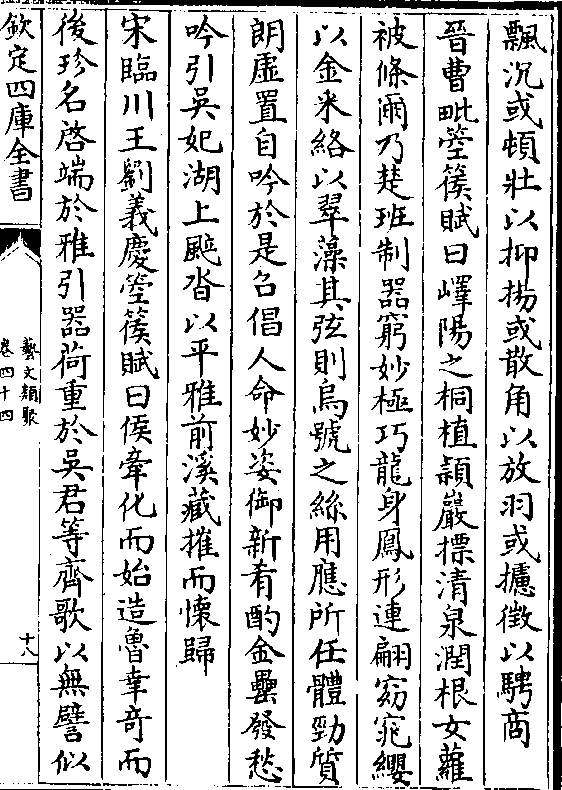 飄沉或頓壯以抑揚或散角以放羽或攄徵以騁商
晉曹毗箜篌賦曰嶧陽之桐植頴巖摽清泉潤根女蘿
被條爾乃楚班制器窮妙極巧龍身鳳形連翩窈窕纓
以金米絡以翠藻其弦則烏號之絲用應所任體勁質
朗虛置自吟於是召倡人命妙姿御新肴酌金罍發愁
吟引吳妃湖上颭沓以平雅前溪藏摧而懷歸
宋臨川王劉義慶箜篌賦曰侯牽化而始造魯幸奇而
後珍名啓端於雅引器荷重於吳君等齊歌以無譬似
欽定四庫全書
藝文類聚
卷四十四
十八